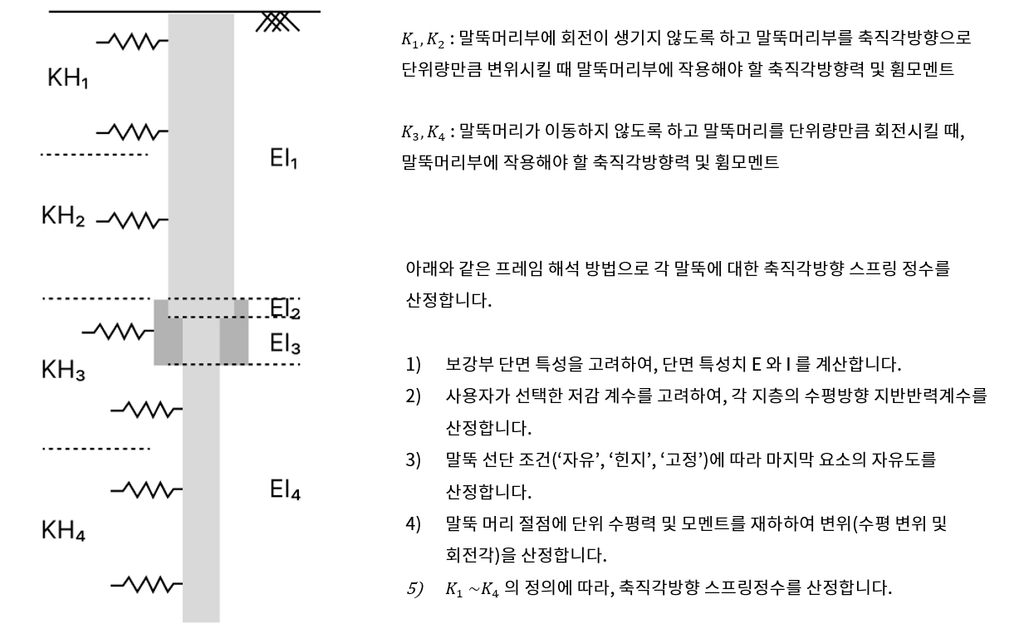 KH₁
EI₁
KH₂
EI₂
EI₃
KH₃
EI₄
KH₄
K₁, K₂ : 말뚝머리부에 회전이 생기지 않도록 하고 말뚝머리부를 축직각방향으로
단위량만큼 변위시킬 때 말뚝머리부에 작용해야 할 축직각방향력 및 휨모멘트
K₃, K₄ : 말뚝머리가 이동하지 않도록 하고 말뚝머리를 단위량만큼 회전시킬 때,
말뚝머리부에 작용해야 할 축직각방향력 및 휨모멘트
아래와 같은 프레임 해석 방법으로 각 말뚝에 대한 축직각방향 스프링 정수를
산정합니다.
1) 보강부 단면 특성을 고려하여, 단면 특성치 E 와 I 를 계산합니다.
2) 사용자가 선택한 저감 계수를 고려하여, 각 지층의 수평방향 지반반력계수를
산정합니다.
3) 말뚝 선단 조건(‘자유’, ‘힌지’, ‘고정’)에 따라 마지막 요소의 자유도를
산정합니다.
4) 말뚝 머리 절점에 단위 수평력 및 모멘트를 재하하여 변위(수평 변위 및
회전각)을 산정합니다.
5) K₁ ~K₄ 의 정의에 따라, 축직각방향 스프링정수를 산정합니다.